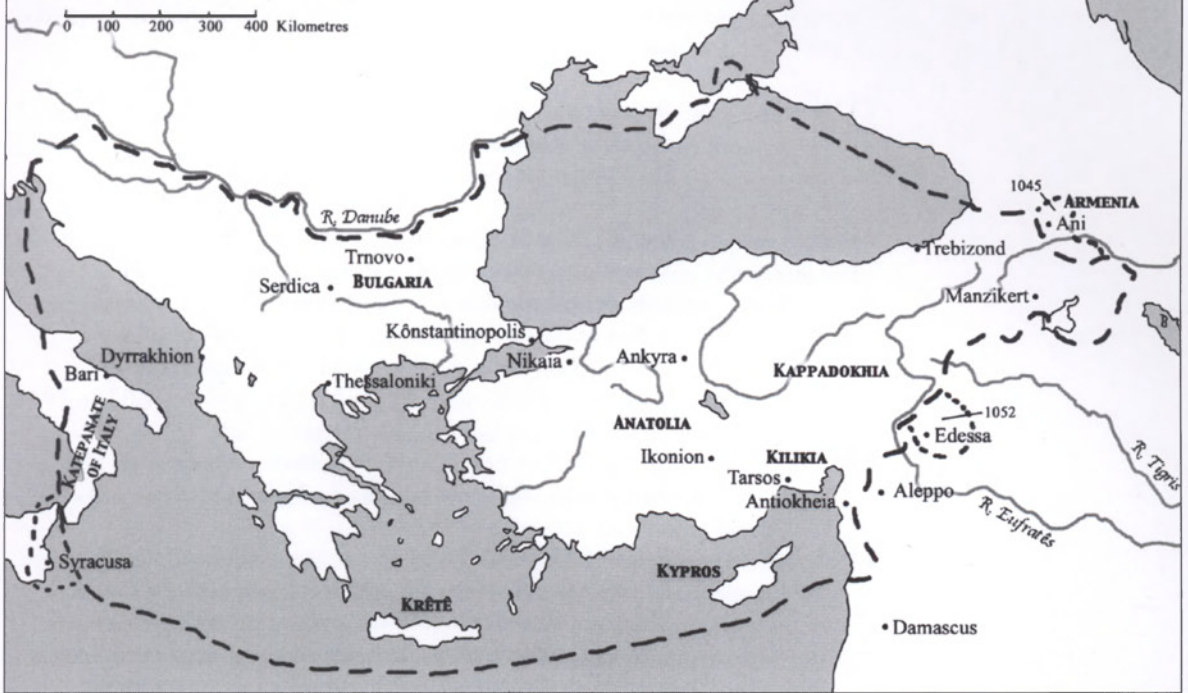 0 100 200 300 400 Kilometres
1045
ARMENIA
Ani
R. Danube
Trnovo
Trebizond
Serdica
BULGARIA
Manzikert
Kônstantinopolis
Dyrrakhion
Nikaia
Ankyra
Bari
Thessaloniki
KAPPADOKHIA
1052
KATEPANATE
OF ITALY
ANATOLIA
Edessa
Ikonion
KILIKIA
R. Tigris
Tarsos
Antiokheia
Aleppo
R. Eufratês
Syracusa
KYPROS
KRÊTÊ
Damascus